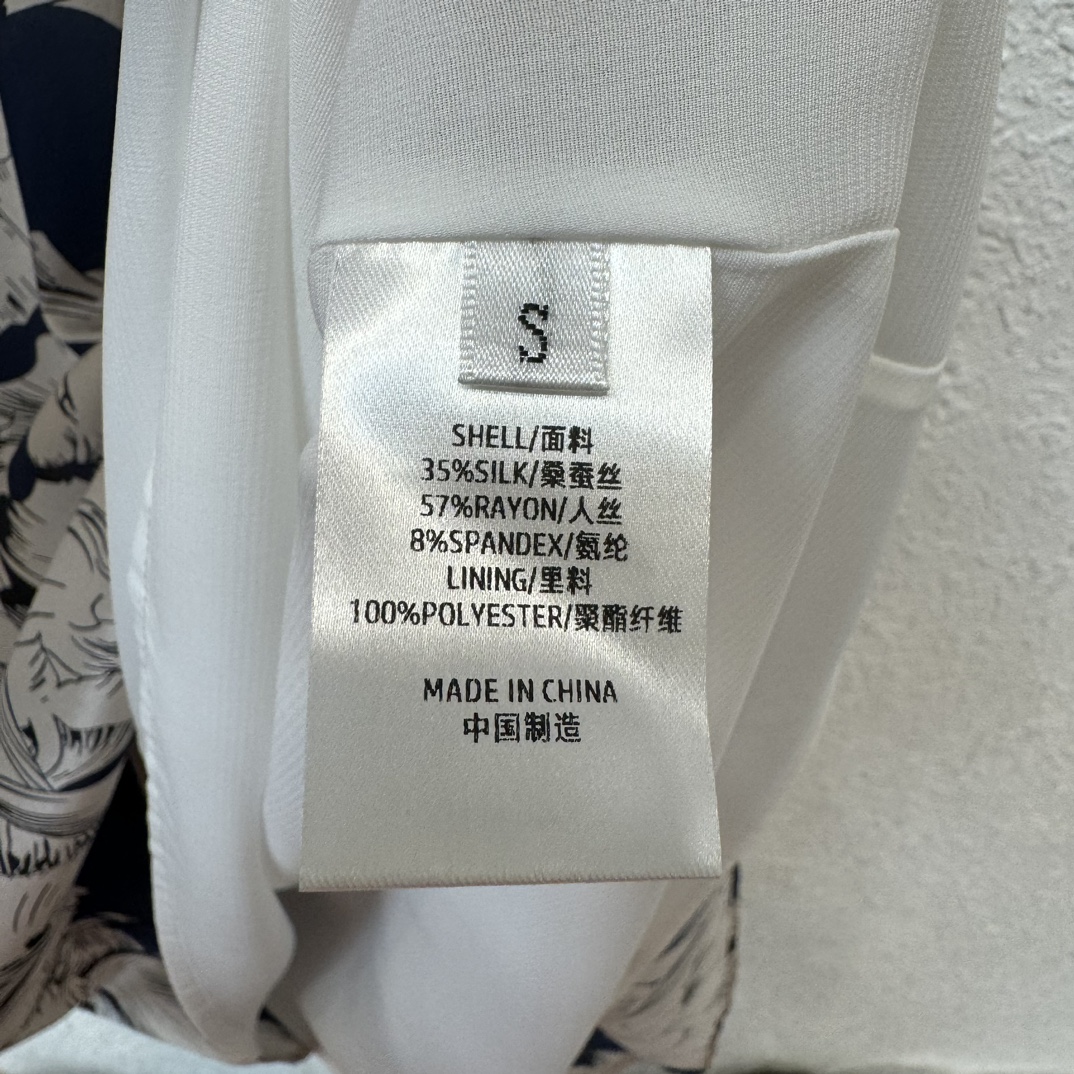 S
SHELL/面料
35%SILK/桑蚕丝
57%RAYON/人丝
8%SPANDEX/氨纶
LINING/里料
100%POLYESTER/聚酯纤维
MADE IN CHINA
中国制造